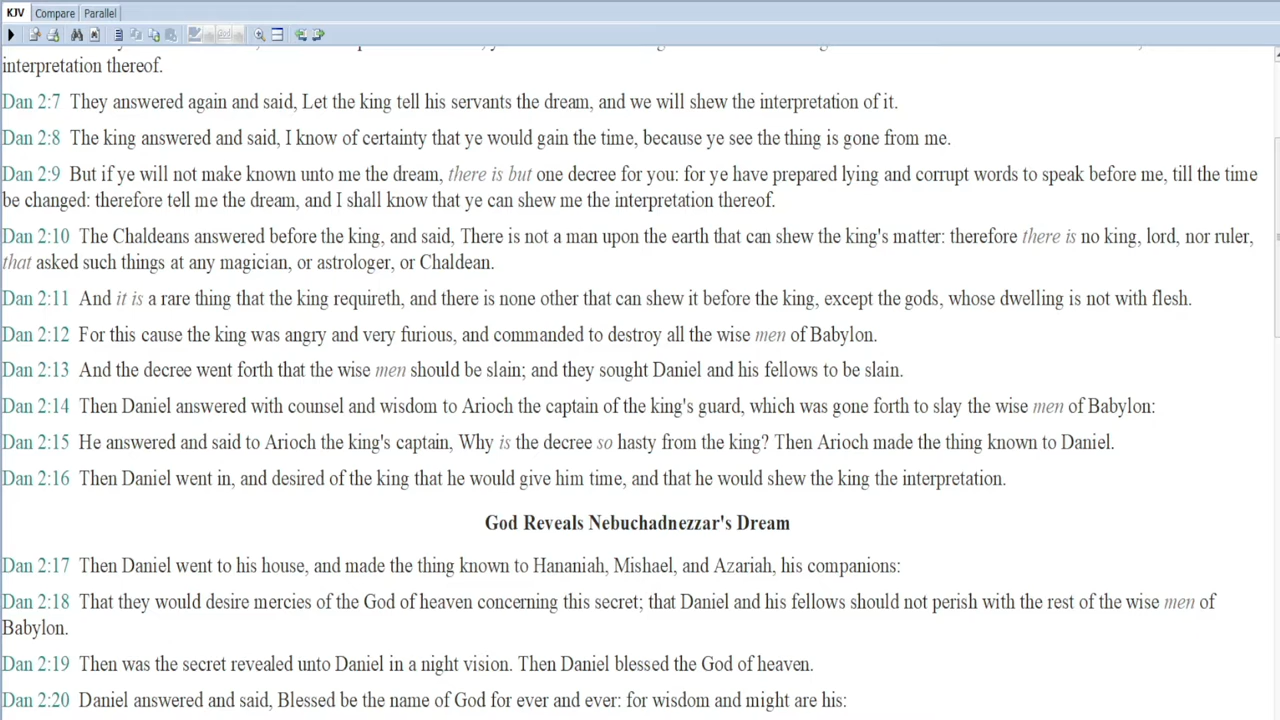 KJV Compare Parallel
interpretation thereof.
Dan 2:7 They answered again and said, Let the king tell his servants the dream, and we will shew the interpretation of it.
Dan 2:8 The king answered and said, I know of certainty that ye would gain the time, because ye see the thing is gone from me.
Dan 2:9 But if ye will not make known unto me the dream, there is but one decree for you: for ye have prepared lying and corrupt words to speak before me, till the time
be changed: therefore tell me the dream, and I shall know that ye can shew me the interpretation thereof.
Dan 2:10 The Chaldeans answered before the king, and said, There is not a man upon the earth that can shew the king's matter: therefore there is no king, lord, nor ruler,
that asked such things at any magician, or astrologer, or Chaldean.
Dan 2:11 And it is a rare thing that the king requireth, and there is none other that can shew it before the king, except the gods, whose dwelling is not with flesh.
Dan 2:12 For this cause the king was angry and very furious, and commanded to destroy all the wise men of Babylon.
Dan 2:13 And the decree went forth that the wise men should be slain; and they sought Daniel and his fellows to be slain.
Dan 2:14 Then Daniel answered with counsel and wisdom to Arioch the captain of the king's guard, which was gone forth to slay the wise men of Babylon:
Dan 2:15 He answered and said to Arioch the king's captain, Why is the decree so hasty from the king? Then Arioch made the thing known to Daniel.
Dan 2:16 Then Daniel went in, and desired of the king that he would give him time, and that he would shew the king the interpretation.
God Reveals Nebuchadnezzar's Dream
Dan 2:17 Then Daniel went to his house, and made the thing known to Hananiah, Mishael, and Azariah, his companions:
Dan 2:18 That they would desire mercies of the God of heaven concerning this secret; that Daniel and his fellows should not perish with the rest of the wise men of
Babylon.
Dan 2:19 Then was the secret revealed unto Daniel in a night vision. Then Daniel blessed the God of heaven.
Dan 2:20 Daniel answered and said, Blessed be the name of God for ever and ever: for wisdom and might are his: